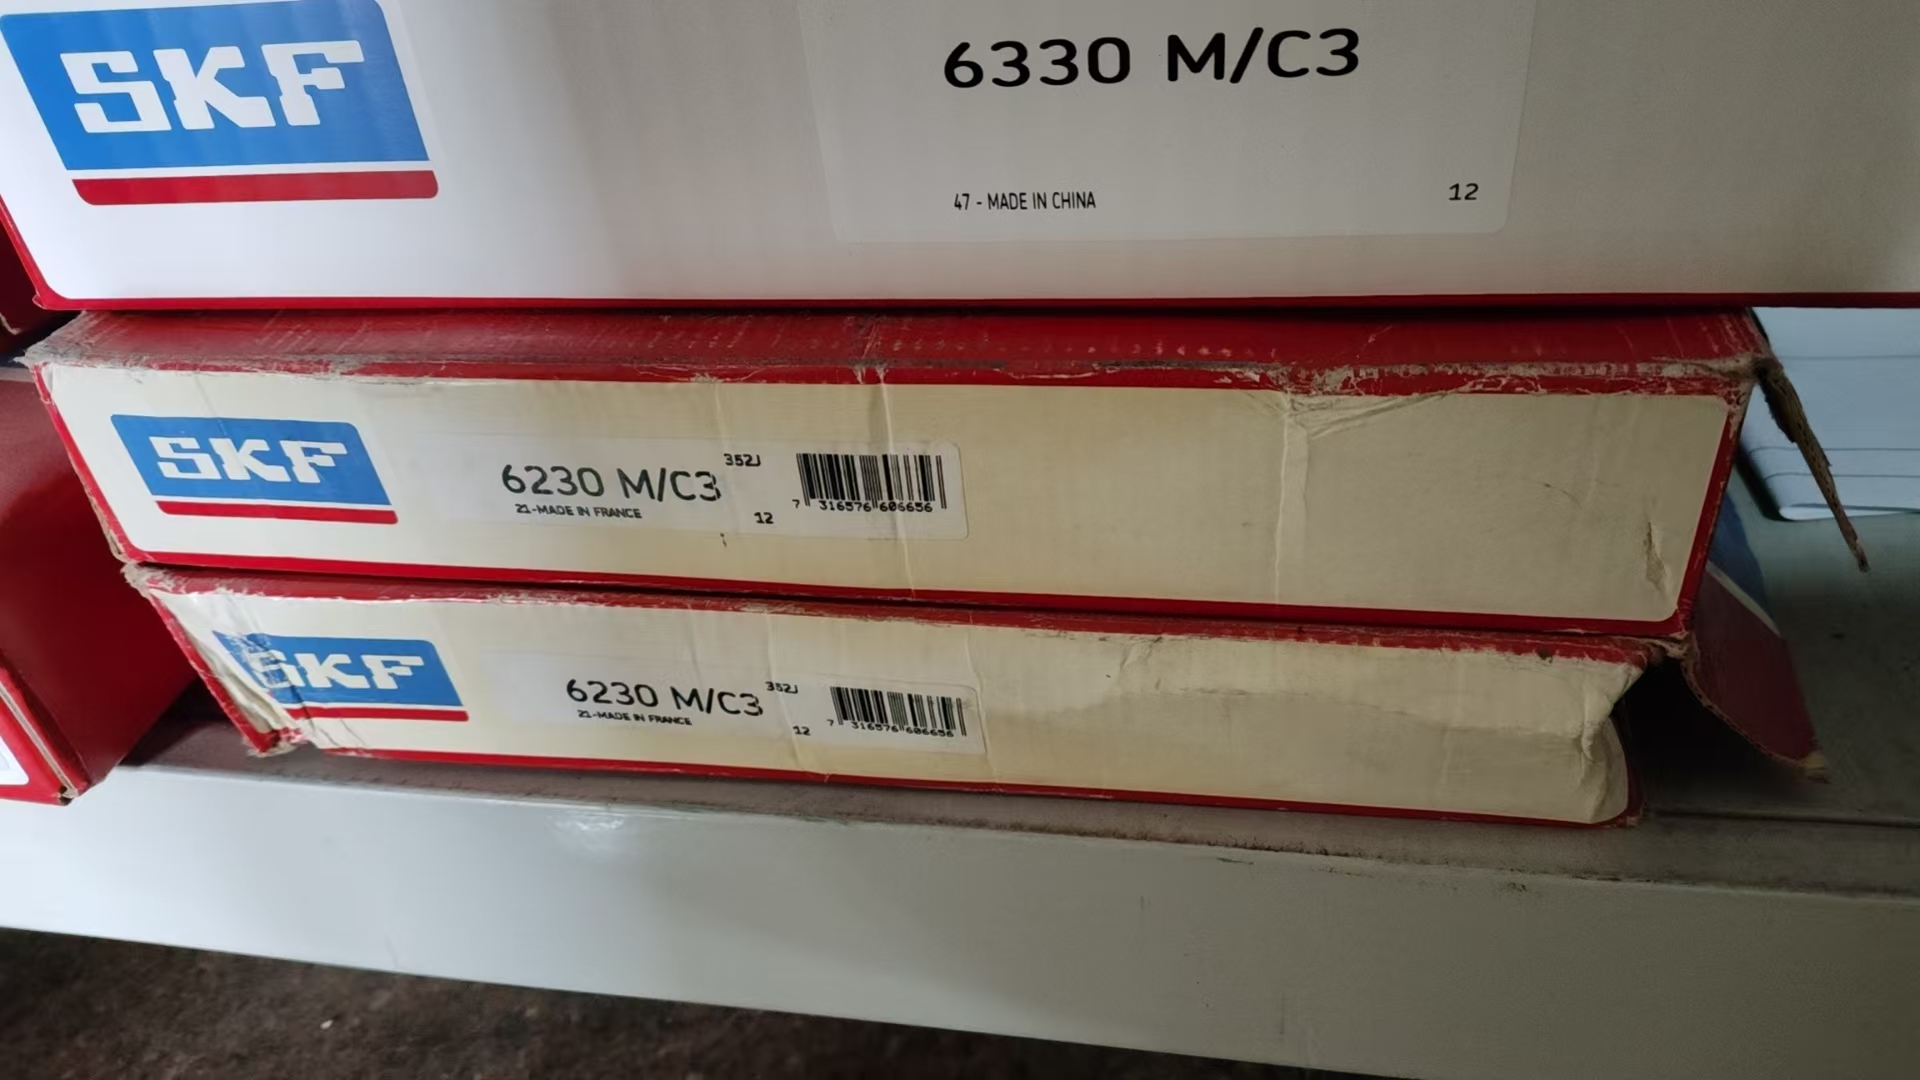 SKF
6330 M/C3
47 - MADE IN CHINA
12
SKF
6230 M/C3
352J
21-MADE IN FRANCE
12
7 316576 606656
SKF
6230 M/C3
352J
21-MADE IN FRANCE
12
7 316576 606656